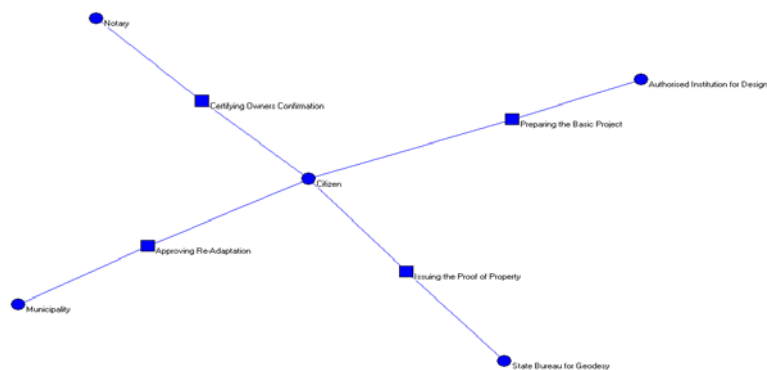 Notary
Authorised Institution for Design
Certifying Owners Confirmation
Preparing the Basic Project
Citizen
Approving Re-Adaptation
Issuing the Proof of Property
Municipality
State Bureau for Geodesy